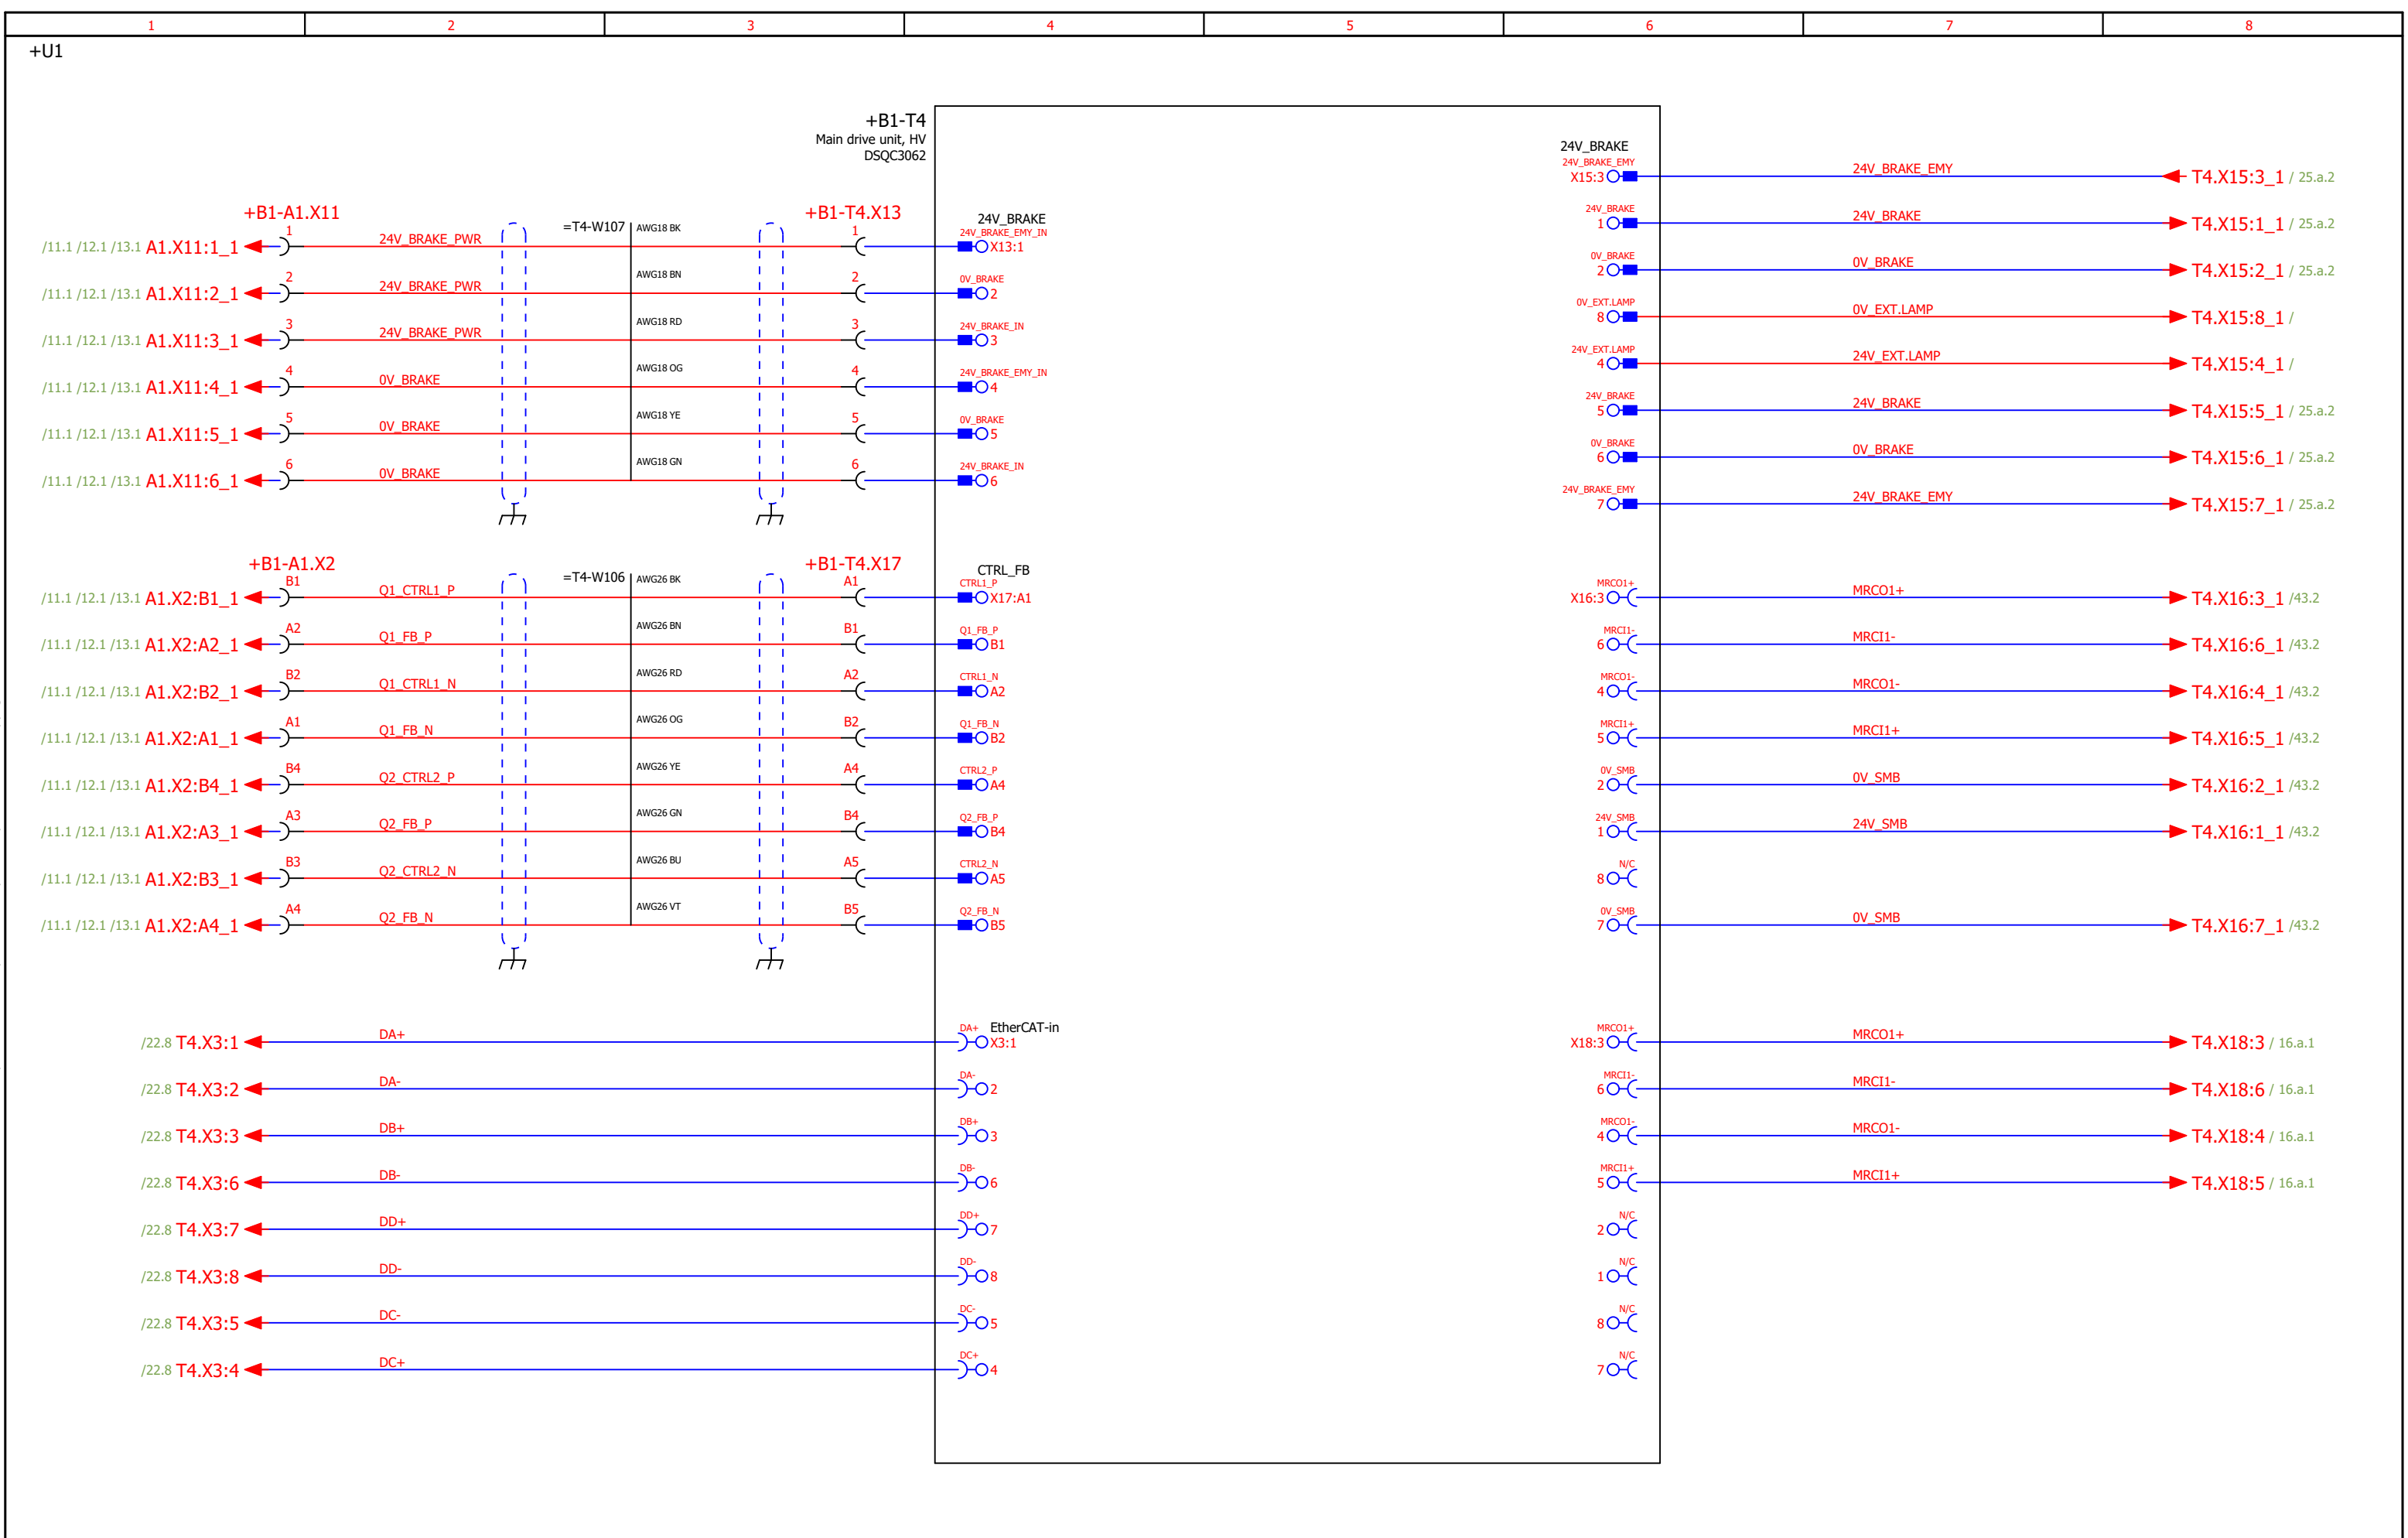 1 2 3 4 5 6 7 8
+U1
+B1-T4
Main drive unit, HV
DSQC3062
+B1-A1.X11
=T4-W107
+B1-T4.X13
24V_BRAKE
/11.1 /12.1 /13.1 A1.X11:1_1 1 24V_BRAKE_PWR AWG18 BK 1 24V_BRAKE_EMY_IN X13:1
/11.1 /12.1 /13.1 A1.X11:2_1 2 24V_BRAKE_PWR AWG18 BN 2 0V_BRAKE 2
/11.1 /12.1 /13.1 A1.X11:3_1 3 24V_BRAKE_PWR AWG18 RD 3 24V_BRAKE_IN 3
/11.1 /12.1 /13.1 A1.X11:4_1 4 0V_BRAKE AWG18 OG 4 24V_BRAKE_EMY_IN 4
/11.1 /12.1 /13.1 A1.X11:5_1 5 0V_BRAKE AWG18 YE 5 0V_BRAKE 5
/11.1 /12.1 /13.1 A1.X11:6_1 6 0V_BRAKE AWG18 GN 6 24V_BRAKE_IN 6
+B1-A1.X2
=T4-W106
+B1-T4.X17
CTRL_FB
/11.1 /12.1 /13.1 A1.X2:B1_1 B1 Q1_CTRL1_P AWG26 BK A1 CTRL1_P X17:A1
/11.1 /12.1 /13.1 A1.X2:A2_1 A2 Q1_FB_P AWG26 BN B1 Q1_FB_P B1
/11.1 /12.1 /13.1 A1.X2:B2_1 B2 Q1_CTRL1_N AWG26 RD A2 CTRL1_N A2
/11.1 /12.1 /13.1 A1.X2:A1_1 A1 Q1_FB_N AWG26 OG B2 Q1_FB_N B2
/11.1 /12.1 /13.1 A1.X2:B4_1 B4 Q2_CTRL2_P AWG26 YE A4 CTRL2_P A4
/11.1 /12.1 /13.1 A1.X2:A3_1 A3 Q2_FB_P AWG26 GN B4 Q2_FB_P B4
/11.1 /12.1 /13.1 A1.X2:B3_1 B3 Q2_CTRL2_N AWG26 BU A5 CTRL2_N A5
/11.1 /12.1 /13.1 A1.X2:A4_1 A4 Q2_FB_N AWG26 VT B5 Q2_FB_N B5
EtherCAT-in
/22.8 T4.X3:1 DA+ DA+ X3:1
/22.8 T4.X3:2 DA- DA- 2
/22.8 T4.X3:3 DB+ DB+ 3
/22.8 T4.X3:6 DB- DB- 6
/22.8 T4.X3:7 DD+ DD+ 7
/22.8 T4.X3:8 DD- DD- 8
/22.8 T4.X3:5 DC- DC- 5
/22.8 T4.X3:4 DC+ DC+ 4
24V_BRAKE
24V_BRAKE_EMY X15:3 24V_BRAKE_EMY T4.X15:3_1 / 25.a.2
24V_BRAKE 1 24V_BRAKE T4.X15:1_1 / 25.a.2
0V_BRAKE 2 0V_BRAKE T4.X15:2_1 / 25.a.2
0V_EXT.LAMP 8 0V_EXT.LAMP T4.X15:8_1 /
24V_EXT.LAMP 4 24V_EXT.LAMP T4.X15:4_1 /
24V_BRAKE 5 24V_BRAKE T4.X15:5_1 / 25.a.2
0V_BRAKE 6 0V_BRAKE T4.X15:6_1 / 25.a.2
24V_BRAKE_EMY 7 24V_BRAKE_EMY T4.X15:7_1 / 25.a.2
MRCO1+ X16:3 MRCO1+ T4.X16:3_1 /43.2
MRCI1- 6 MRCI1- T4.X16:6_1 /43.2
MRCO1- 4 MRCO1- T4.X16:4_1 /43.2
MRCI1+ 5 MRCI1+ T4.X16:5_1 /43.2
0V_SMB 2 0V_SMB T4.X16:2_1 /43.2
24V_SMB 1 24V_SMB T4.X16:1_1 /43.2
N/C 8
0V_SMB 7 0V_SMB T4.X16:7_1 /43.2
MRCO1+ X18:3 MRCO1+ T4.X18:3 / 16.a.1
MRCI1- 6 MRCI1- T4.X18:6 / 16.a.1
MRCO1- 4 MRCO1- T4.X18:4 / 16.a.1
MRCI1+ 5 MRCI1+ T4.X18:5 / 16.a.1
N/C 2
N/C 1
N/C 8
N/C 7